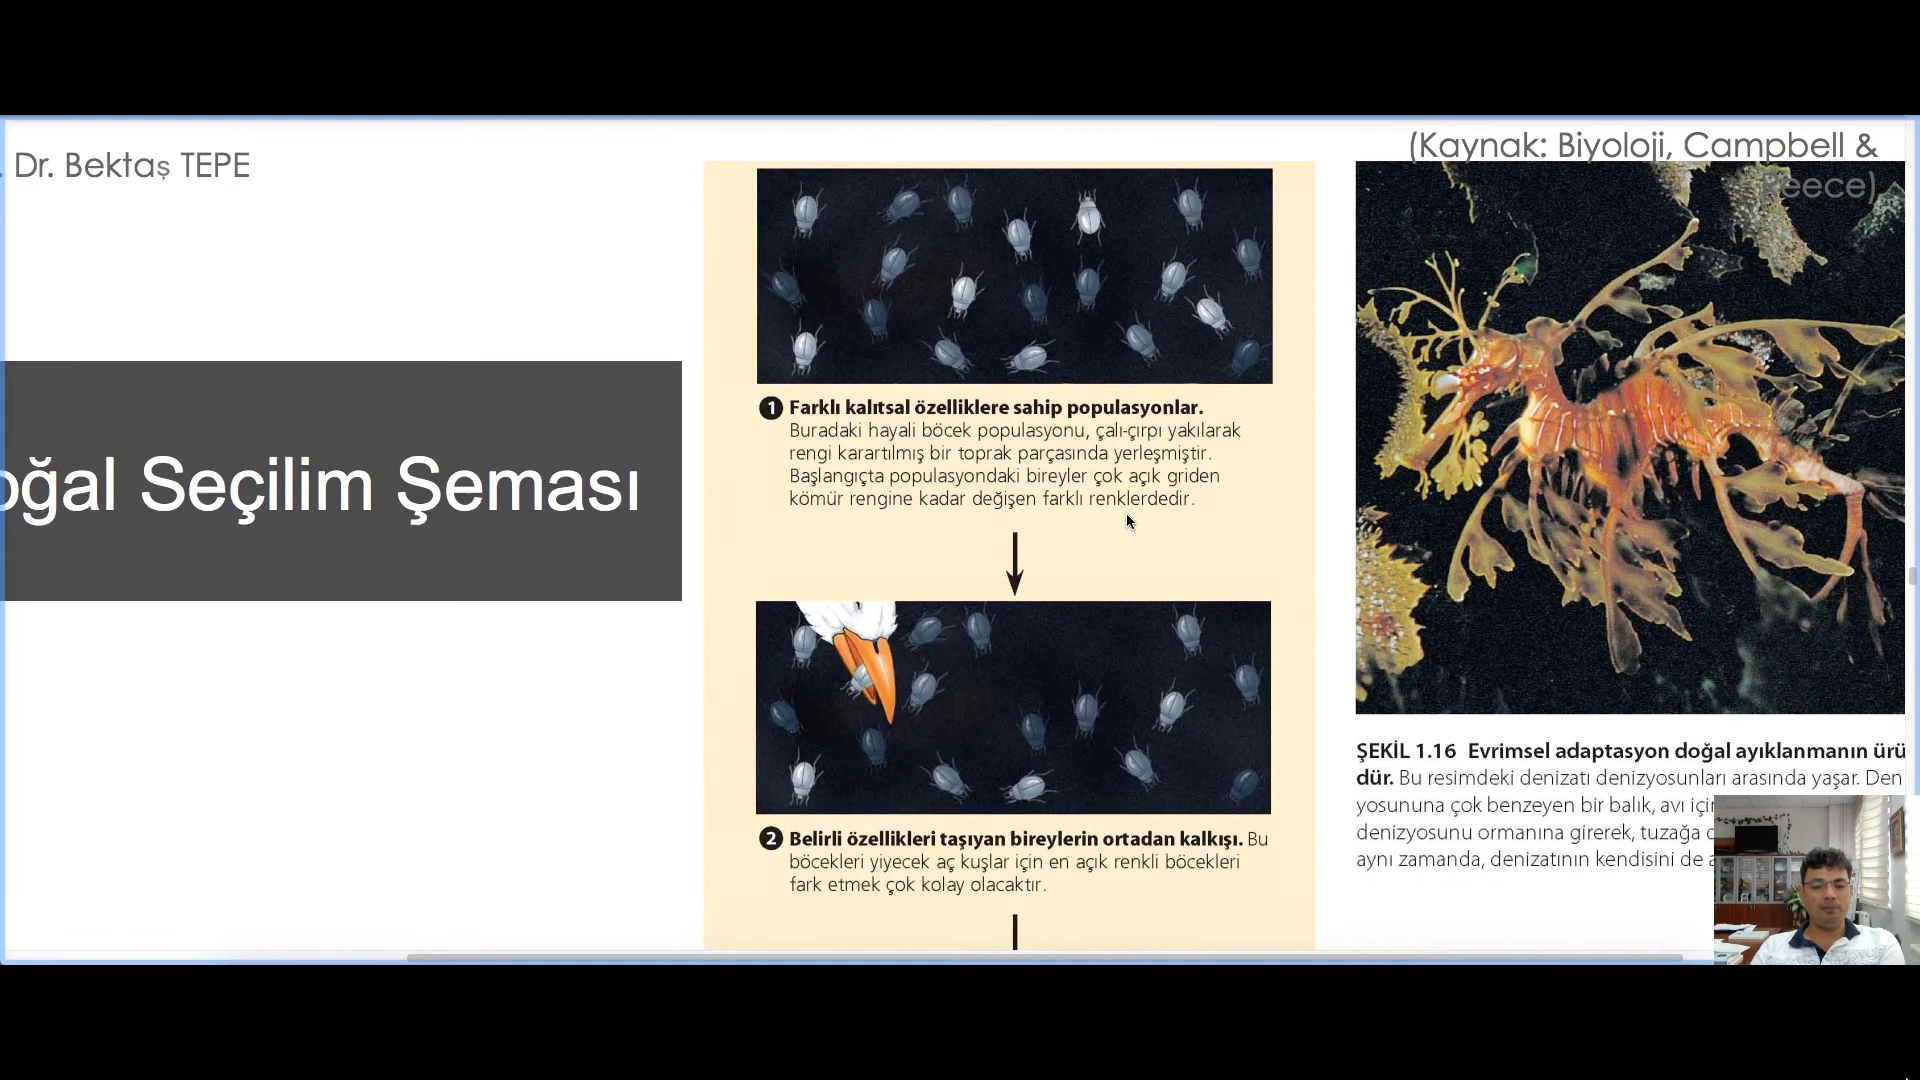 . Dr. Bektaş TEPE
(Kaynak: Biyoloji, Campbell &
eece)
oğal Seçilim Şeması
1 Farklı kalıtsal özelliklere sahip populasyonlar.
Buradaki hayali böcek populasyonu, çalı-çırpı yakılarak
rengi karartılmış bir toprak parçasında yerleşmiştir.
Başlangıçta populasyondaki bireyler çok açık griden
kömür rengine kadar değişen farklı renklerdedir.
2 Belirli özellikleri taşıyan bireylerin ortadan kalkışı. Bu
böcekleri yiyecek aç kuşlar için en açık renkli böcekleri
fark etmek çok kolay olacaktır.
ŞEKİL 1.16 Evrimsel adaptasyon doğal ayıklanmanın ürü
dür. Bu resimdeki denizatı denizyosunları arasında yaşar. Den
yosununa çok benzeyen bir balık, avı için
denizyosunu ormanına girerek, tuzağa
aynı zamanda, denizatının kendisini de